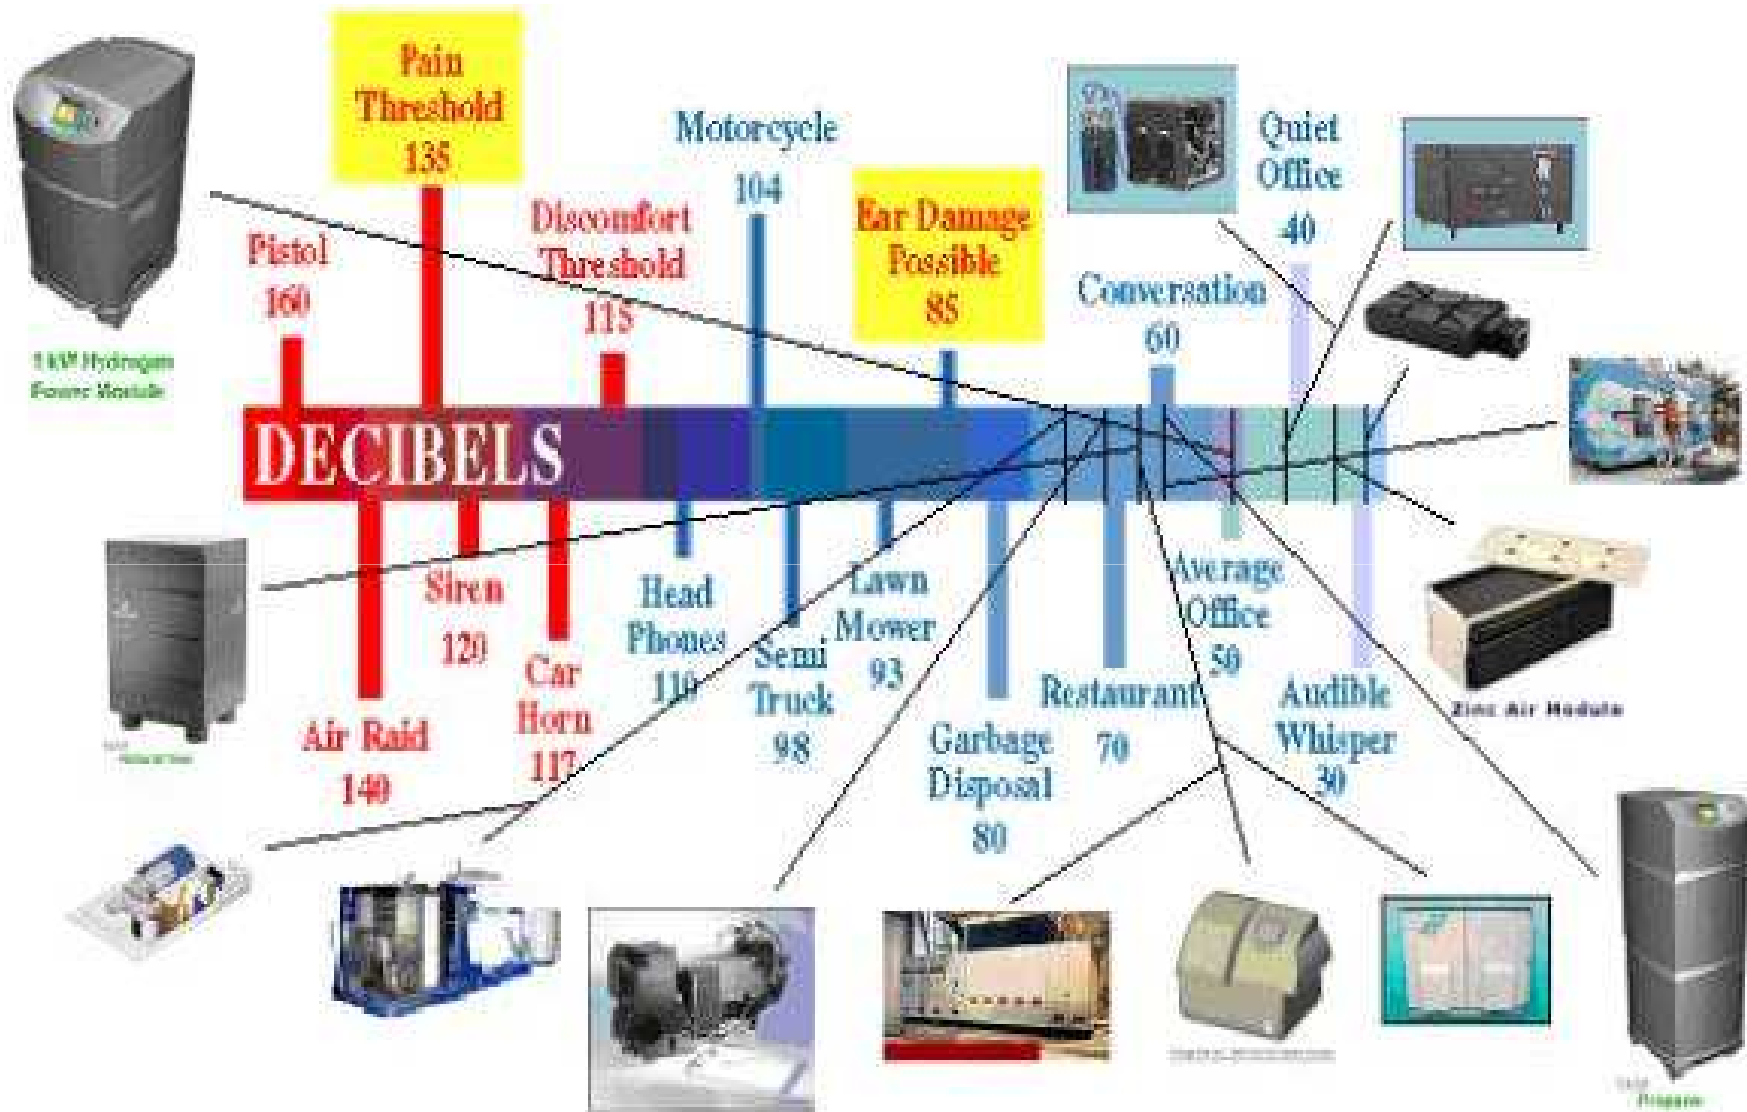 Pain
Threshold
135
Motorcycle
104
Quiet
Office
40
Pistol
160
Discomfort
Threshold
115
Ear Damage
Possible
85
Conversation
60
1 kW Hydrogen
Power Module
DECIBELS
Siren
120
Head
Phones
110
Lawn
Mower
93
Average
Office
50
Car
Horn
117
Semi
Truck
98
Restaurant
70
Audible
Whisper
30
Zinc Air Module
Air Raid
140
Garbage
Disposal
80
Propane